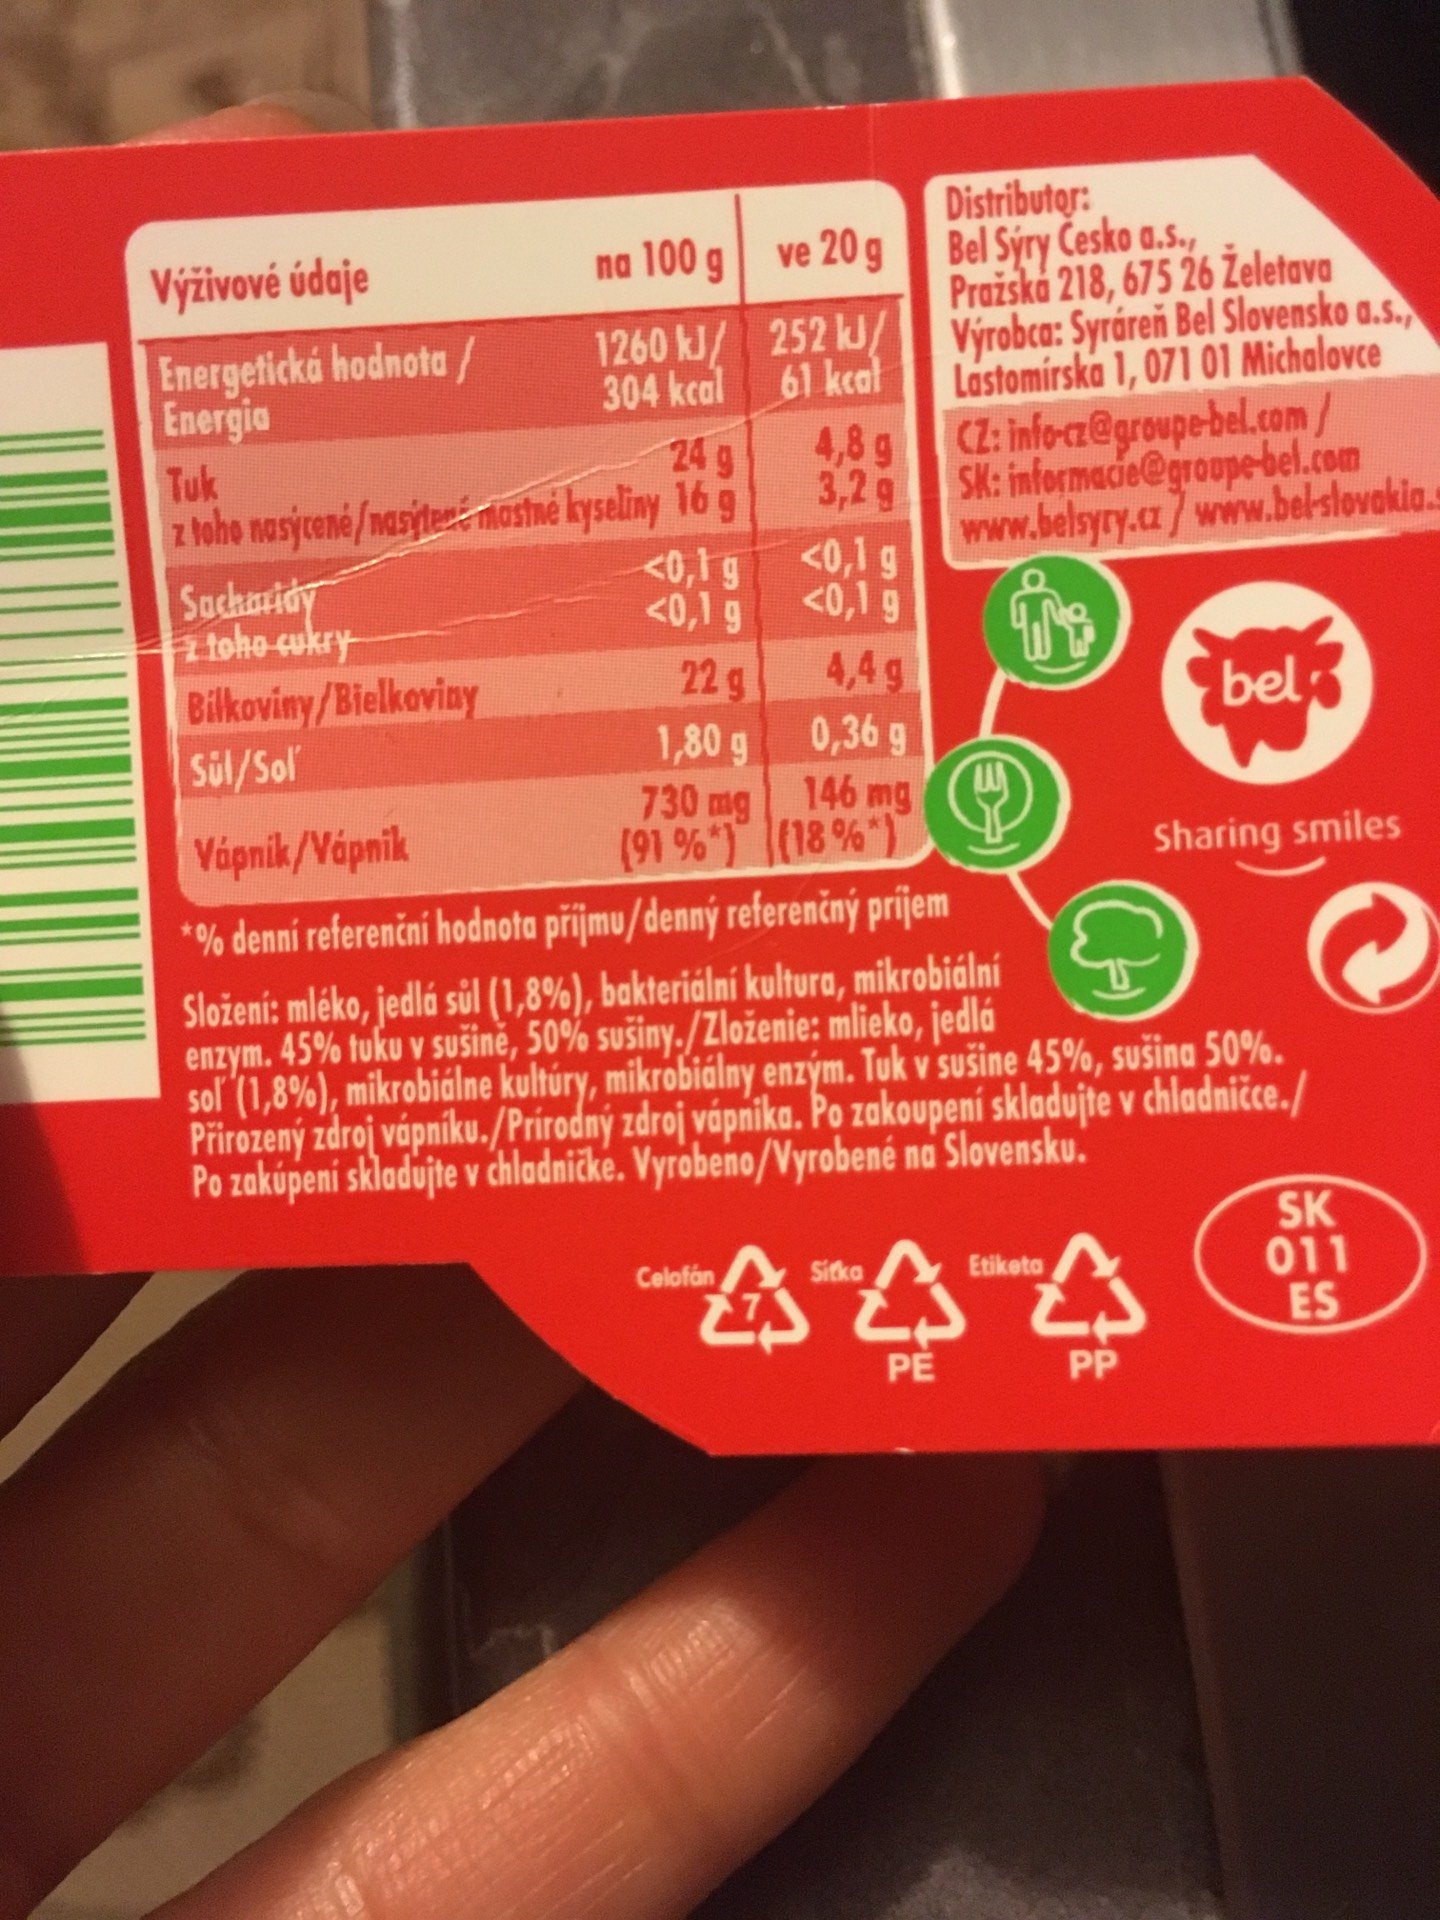 Výživové údaje na 100 g ve 20 g
Energetická hodnota / 1260 kJ/ 252 kJ/
Energia 304 kcal 61 kcal
Tuk 24 g 4,8 g
z toho nasýcené/nasýtené mastné kyseliny 16 g 3,2 g
Sacharidy <0,1 g <0,1 g
z toho cukry <0,1 g <0,1 g
Bílkoviny/Bielkoviny 22 g 4,4 g
Sůl/Soľ 1,80 g 0,36 g
Vápník/Vápnik 730 mg (91 %*) 146 mg (18 %*)
*% denní referenční hodnota příjmu/denný referenčný príjem
Složení: mléko, jedlá sůl (1,8%), bakteriální kultura, mikrobiální
enzym. 45% tuku v sušině, 50% sušiny./Zloženie: mlieko, jedlá
soľ (1,8%), mikrobiálne kultúry, mikrobiálny enzým. Tuk v sušine 45%, sušina 50%.
Přirozený zdroj vápníku./Prírodný zdroj vápnika. Po zakoupení skladujte v chladničce./
Po zakúpení skladujte v chladničke. Vyrobeno/Vyrobené na Slovensku.
Distributor:
Bel Sýry Česko a.s.,
Pražská 218, 675 26 Želetava
Výrobca: Syráreň Bel Slovensko a.s.,
Lastomírska 1, 071 01 Michalovce
CZ: info-cz@groupe-bel.com /
SK: informacie@groupe-bel.com
www.belsyry.cz / www.bel-slovakia.s
bel
Sharing smiles
Celofán 7 Síťka PE Etiketa PP
SK
011
ES